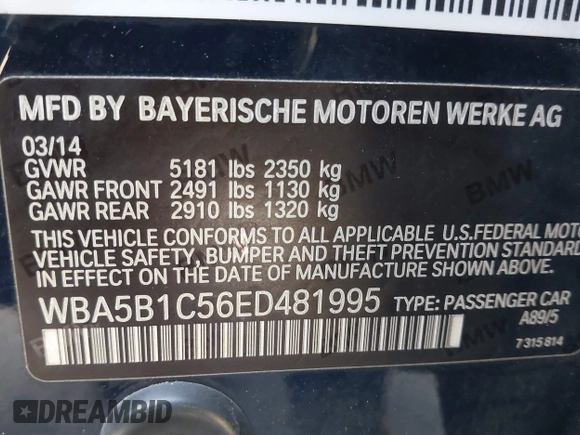 MFD BY BAYERISCHE MOTOREN WERKE AG
03/14
GVWR 5181 lbs 2350 kg
GAWR FRONT 2491 lbs 1130 kg
GAWR REAR 2910 lbs 1320 kg
THIS VEHICLE CONFORMS TO ALL APPLICABLE U.S.FEDERAL MOTO
VEHICLE SAFETY, BUMPER AND THEFT PREVENTION STANDARD
IN EFFECT ON THE DATE OF MANUFACTURE SHOWN ABOVE.
WBA5B1C56ED481995 TYPE: PASSENGER CAR
A89/5
7315814
BMW
DREAMBID